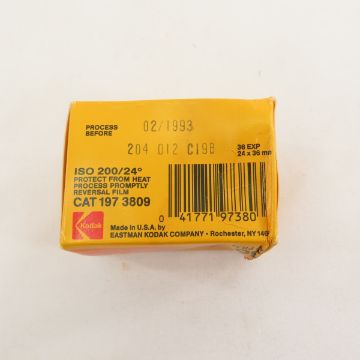 PROCESS BEFORE 02/1993
204 012 C19B
36 EXP
24 x 36 mm
ISO 200/24°
PROTECT FROM HEAT
PROCESS PROMPTLY
REVERSAL FILM
CAT 197 3809
0 41771 97380
Kodak
Made in U.S.A. by
EASTMAN KODAK COMPANY • Rochester, NY 146